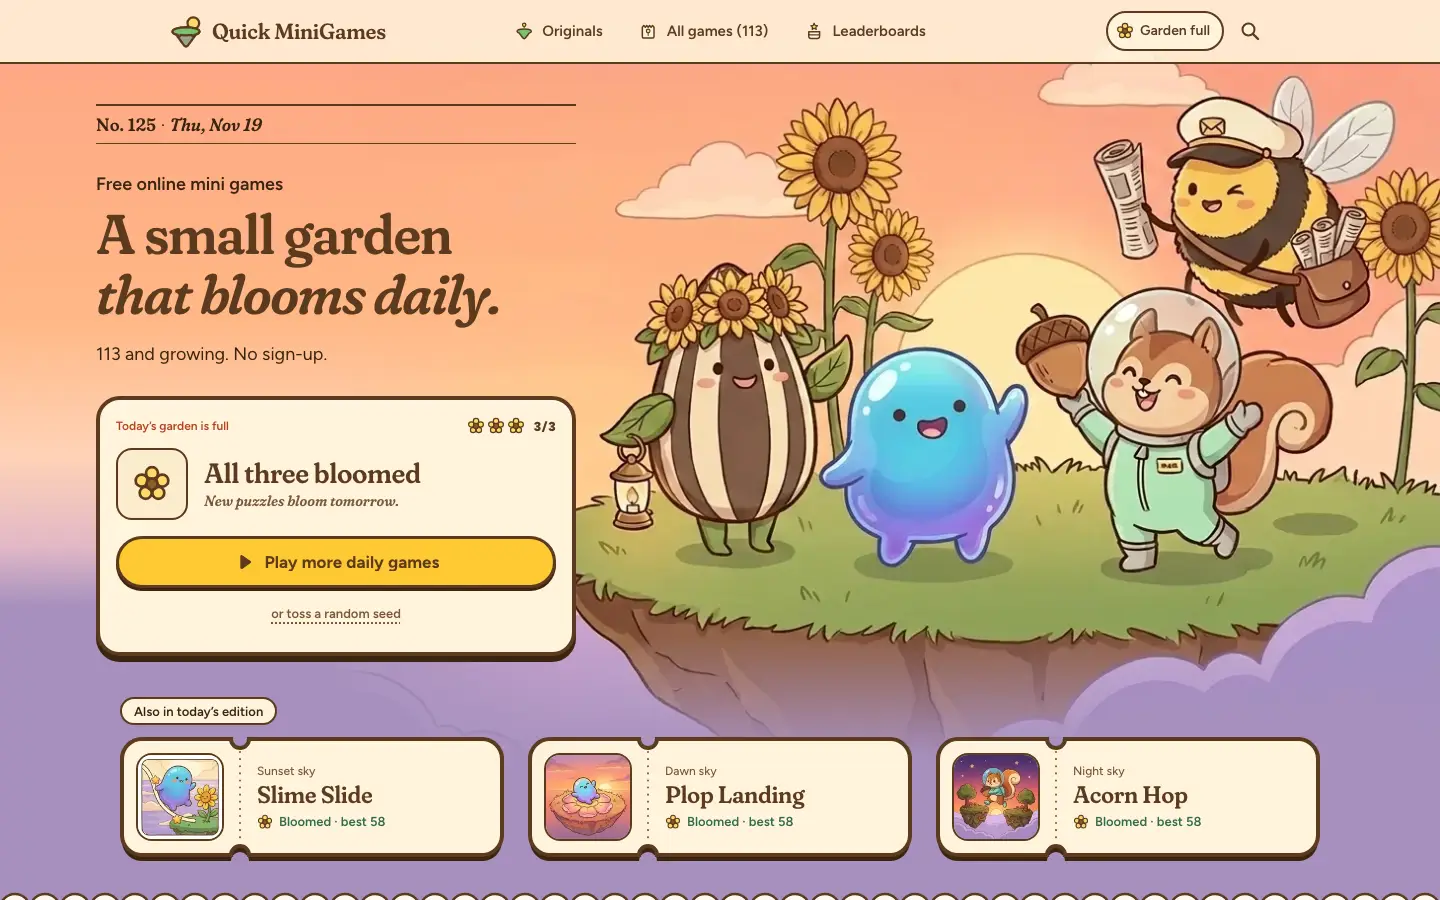 Quick MiniGames
Originals
All games (113)
Leaderboards
Garden full
No. 125 · Thu, Nov 19
Free online mini games
A small garden
that blooms daily.
113 and growing. No sign-up.
Today's garden is full
3/3
All three bloomed
New puzzles bloom tomorrow.
Play more daily games
or toss a random seed
Also in today's edition
Sunset sky
Slime Slide
Bloomed · best 58
Dawn sky
Plop Landing
Bloomed · best 58
Night sky
Acorn Hop
Bloomed · best 58